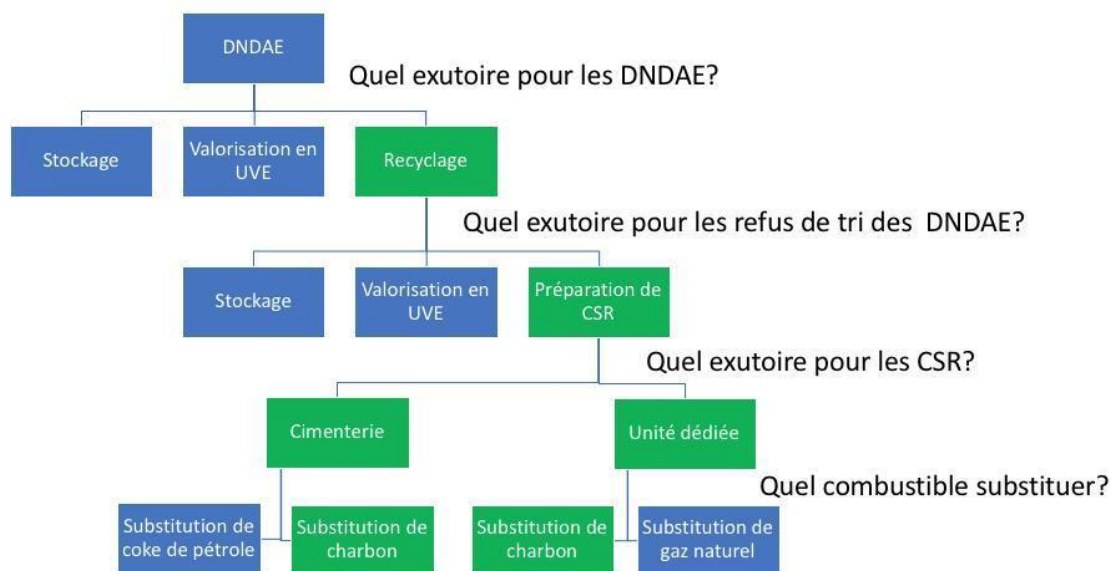 DNDAE
Quel exutoire pour les DNDAE?
Stockage
Valorisation en
UVE
Recyclage
Quel exutoire pour les refus de tri des DNDAE?
Stockage
Valorisation en
UVE
Préparation de
CSR
Quel exutoire pour les CSR?
Cimenterie
Unité dédiée
Quel combustible substituer?
Substitution de
coke de pétrole
Substitution de
charbon
Substitution de
charbon
Substitution de
gaz naturel